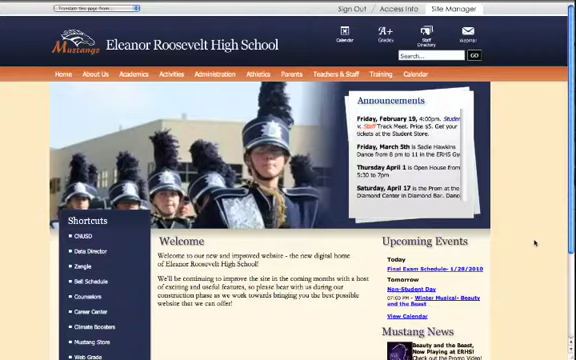 Translate this page from...
Sign Out
Access Info
Site Manager
Mustangs
Eleanor Roosevelt High School
Calendar
Grades
Staff
Directory
Webmail
Search...
GO
Home
About Us
Academics
Activities
Administration
Athletics
Parents
Teachers & Staff
Training
Calendar
Announcements
Friday, February 19, 4:00pm. Studen
v. Staff Track Meet. Price $5. Get your
tickets at the Student Store.
Friday, March 5th is Sadie Hawkins
Dance from 8 pm to 11 in the ERHS Gy
Thursday April 1 is Open House from
5:30 to 7pm
Saturday, April 17 is the Prom at the
Diamond Center in Diamond Bar. Danc
Shortcuts
CNUSD
Data Director
Zangle
Bell Schedule
Counselors
Career Center
Climate Boosters
Mustang Store
Web Grade
Welcome
Welcome to our new and improved website - the new digital home
of Eleanor Roosevelt High School!
We'll be continuing to improve the site in the coming months with a host
of exciting and useful features, so please bear with us during our
construction phase as we work towards bringing you the best possible
website that we can offer!
Upcoming Events
Today
Final Exam Schedule- 1/28/2010
Tomorrow
Non-Student Day
07:00 PM - Winter Musical- Beauty
and the Beast
View Calendar
Mustang News
Beauty and the Beast,
Now Playing at ERHS!
Check out the Promo Video!